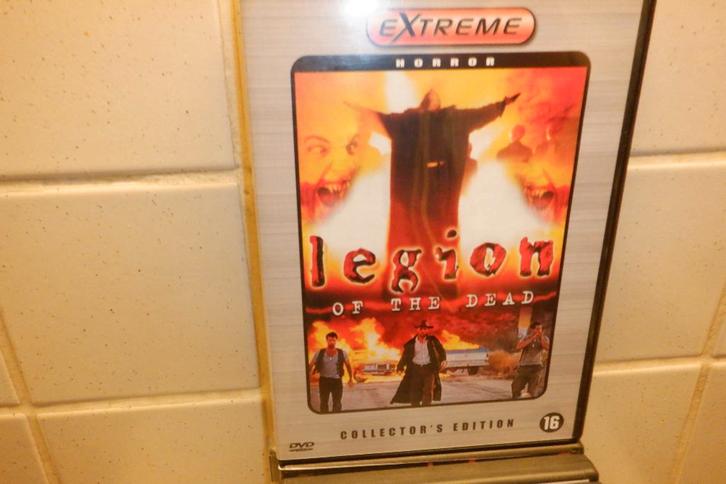 eXTREME
HORROR
legion
OF THE DEAD
COLLECTOR'S EDITION
16
DVD